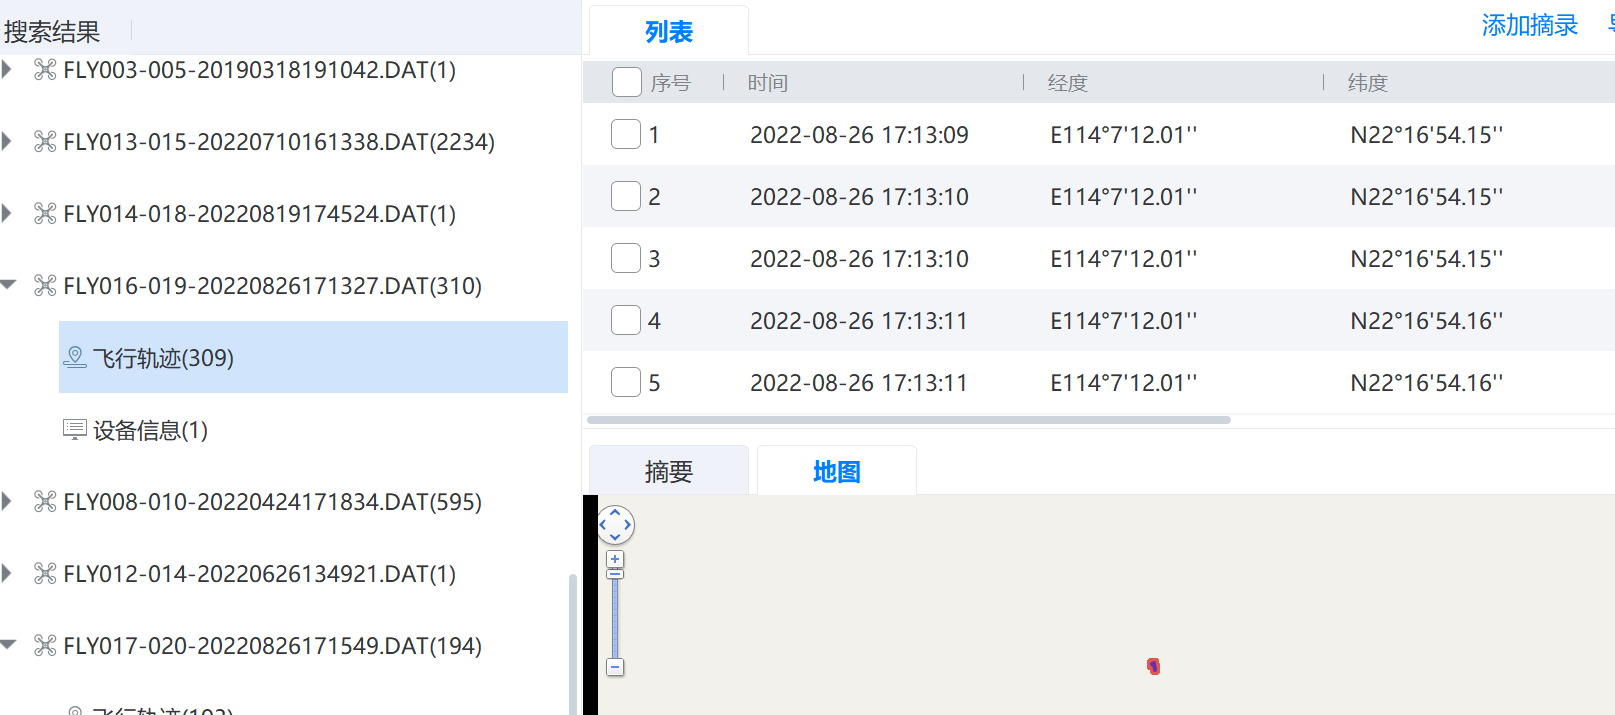 搜索结果
FLY003-005-20190318191042.DAT(1)
FLY013-015-20220710161338.DAT(2234)
FLY014-018-20220819174524.DAT(1)
FLY016-019-20220826171327.DAT(310)
飞行轨迹(309)
设备信息(1)
FLY008-010-20220424171834.DAT(595)
FLY012-014-20220626134921.DAT(1)
FLY017-020-20220826171549.DAT(194)
飞行轨迹(193)
列表
添加摘录
序号 时间 经度 纬度
1 2022-08-26 17:13:09 E114°7'12.01'' N22°16'54.15''
2 2022-08-26 17:13:10 E114°7'12.01'' N22°16'54.15''
3 2022-08-26 17:13:10 E114°7'12.01'' N22°16'54.15''
4 2022-08-26 17:13:11 E114°7'12.01'' N22°16'54.16''
5 2022-08-26 17:13:11 E114°7'12.01'' N22°16'54.16''
摘要 地图